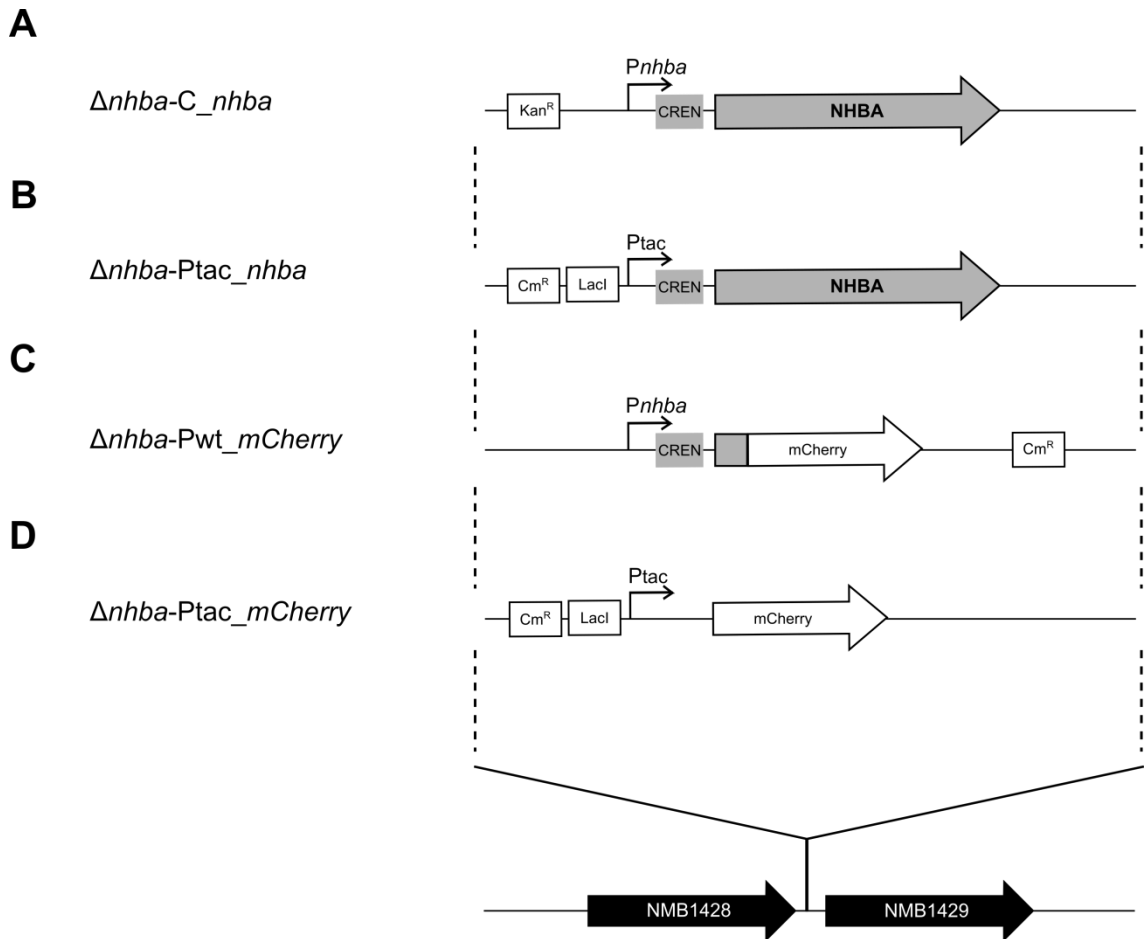 A
Δnhba-C_nhba
Pnhba
Kan^R
CREN
NHBA
B
Δnhba-Ptac_nhba
Ptac
Cm^R
LacI
CREN
NHBA
C
Δnhba-Pwt_mCherry
Pnhba
CREN
mCherry
Cm^R
D
Δnhba-Ptac_mCherry
Ptac
Cm^R
LacI
mCherry
NMB1428
NMB1429